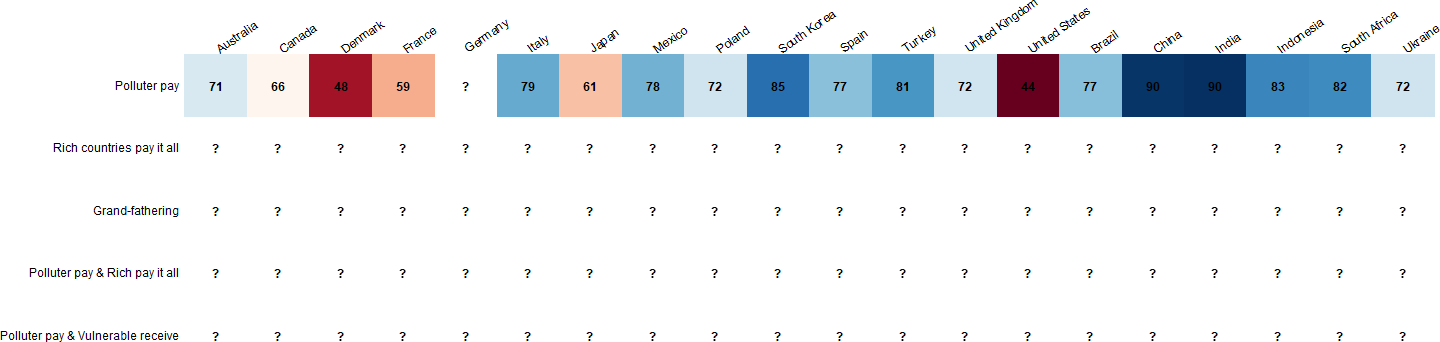 Australia Canada Denmark France Germany Italy Japan Mexico Poland South Korea Spain Turkey United Kingdom United States Brazil China India Indonesia South Africa Ukraine
Polluter pay 71 66 48 59 ? 79 61 78 72 85 77 81 72 44 77 90 90 83 82 72
Rich countries pay it all ? ? ? ? ? ? ? ? ? ? ? ? ? ? ? ? ? ? ? ?
Grand-fathering ? ? ? ? ? ? ? ? ? ? ? ? ? ? ? ? ? ? ? ?
Polluter pay & Rich pay it all ? ? ? ? ? ? ? ? ? ? ? ? ? ? ? ? ? ? ? ?
Polluter pay & Vulnerable receive ? ? ? ? ? ? ? ? ? ? ? ? ? ? ? ? ? ? ? ?